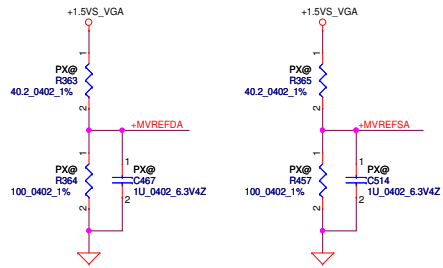 +1.5VS_VGA
1
PX@
R363
40.2_0402_1%
2
+MVREFDA
1
PX@
R364
100_0402_1%
2
1
PX@
C467
1U_0402_6.3V4Z
2
+1.5VS_VGA
1
PX@
R365
40.2_0402_1%
2
+MVREFSA
1
PX@
R457
100_0402_1%
2
1
PX@
C514
1U_0402_6.3V4Z
2